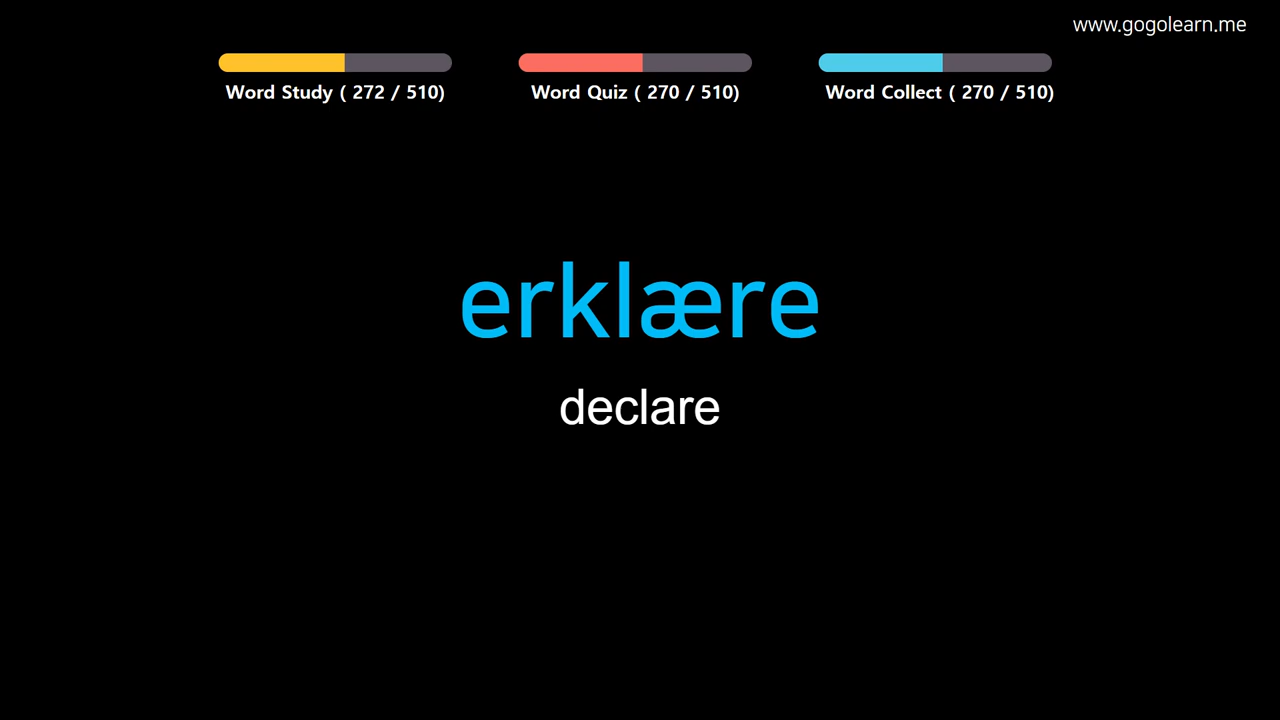 www.gogolearn.me
Word Study ( 272 / 510)
Word Quiz ( 270 / 510)
Word Collect ( 270 / 510)
erklære
declare